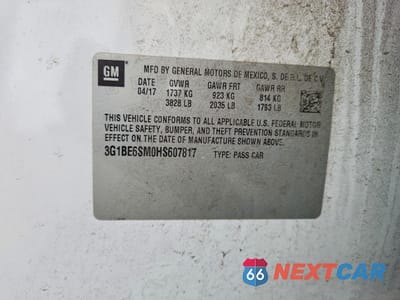 GM
MFD BY GENERAL MOTORS DE MEXICO, S. DE R.L. DE C.V.
DATE GVWR GAWR FRT GAWR RR
04/17 1737 KG 923 KG 814 KG
3828 LB 2035 LB 1793 LB
THIS VEHICLE CONFORMS TO ALL APPLICABLE U.S. FEDERAL MOTOR
VEHICLE SAFETY, BUMPER, AND THEFT PREVENTION STANDARDS IN
EFFECT ON THE DATE OF MANUFACTURE SHOWN ABOVE.
3G1BE6SM0HS607817 TYPE: PASS CAR
66 NEXTCAR